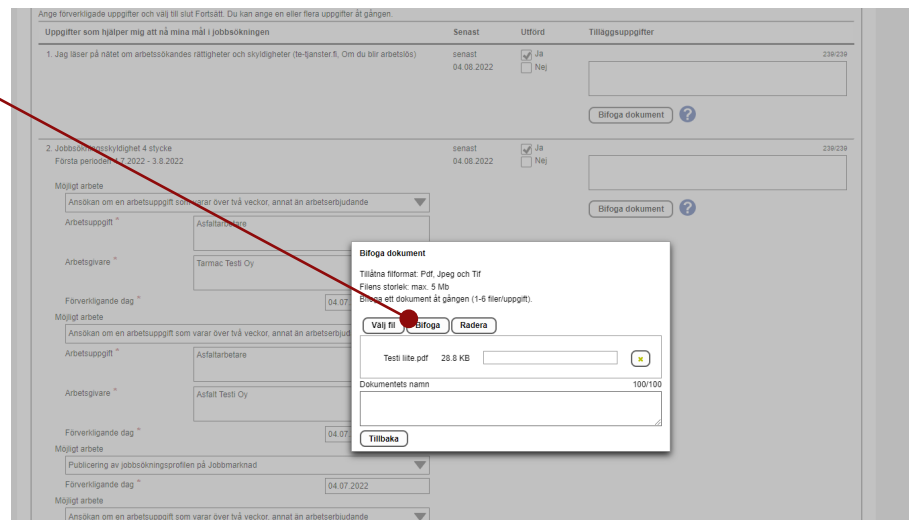 Ange förverkligade uppgifter och välj till slut Fortsätt. Du kan ange en eller flera uppgifter åt gången.
Uppgifter som hjälper mig att nå mina mål i jobbsökningen Senast Utförd Tilläggsuppgifter
1. Jag läser på nätet om arbetssökandes rättigheter och skyldigheter (te-tjanster.fi, Om du blir arbetslös) senast Ja 239/239
04.08.2022 Nej
Bifoga dokument ?
2. Jobbsökningsskyldighet 4 stycke senast Ja 239/239
Första perioden 4.7.2022 - 3.8.2022 04.08.2022 Nej
Möjligt arbete
Ansökan om en arbetsuppgift som varar över två veckor, annat än arbetserbjudande
Bifoga dokument ?
Arbetsuppgift * Asfaltarbetare
Arbetsgivare * Tarmac Testi Oy
Förverkligande dag * 04.07
Möjligt arbete
Ansökan om en arbetsuppgift som varar över två veckor, annat än arbetserbjud
Arbetsuppgift * Asfaltarbetare
Arbetsgivare * Asfalt Testi Oy
Förverkligande dag * 04.07
Möjligt arbete
Publicering av jobbsökningsprofilen på Jobbmarknad
Förverkligande dag * 04.07.2022
Möjligt arbete
Ansökan om en arbetsuppgift som varar över två veckor, annat än arbetserbjudande
Bifoga dokument
Tillåtna filformat: Pdf, Jpeg och Tif
Filens storlek: max. 5 Mb
Bifoga ett dokument åt gången (1-6 filer/uppgift).
Välj fil Bifoga Radera
Testi liite.pdf 28.8 KB x
Dokumentets namn 100/100
Tillbaka